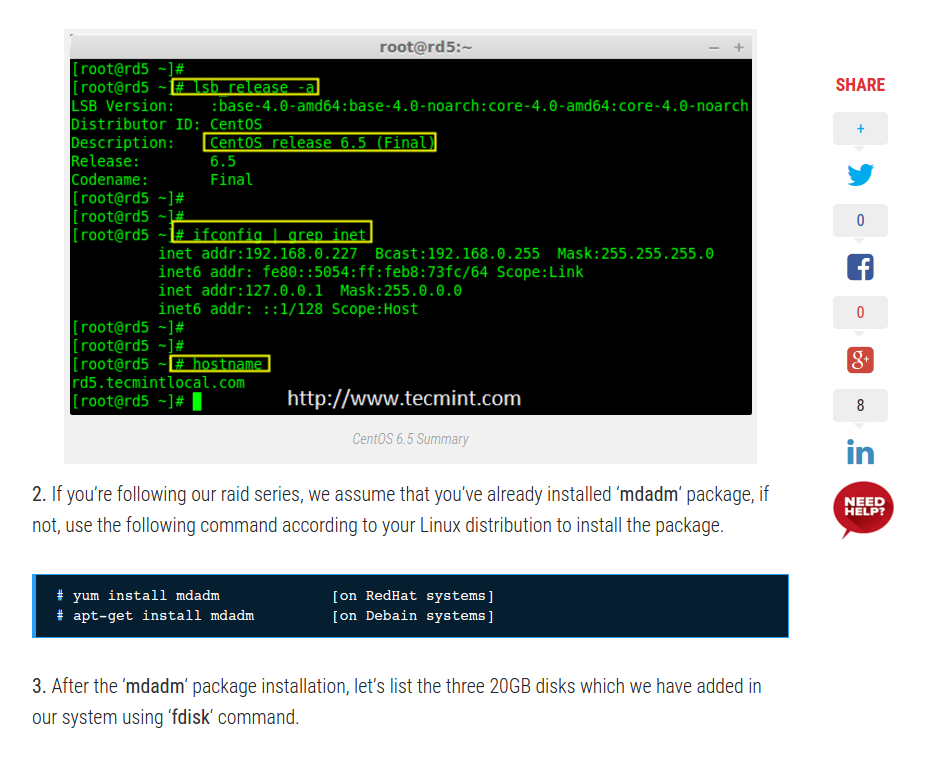 root@rd5:~
[root@rd5 ~]#
[root@rd5 ~]# lsb_release -a
LSB Version:    :base-4.0-amd64:base-4.0-noarch:core-4.0-amd64:core-4.0-noarch
Distributor ID: CentOS
Description:    CentOS release 6.5 (Final)
Release:        6.5
Codename:       Final
[root@rd5 ~]#
[root@rd5 ~]#
[root@rd5 ~]# ifconfig | grep inet
inet addr:192.168.0.227  Bcast:192.168.0.255  Mask:255.255.255.0
inet6 addr: fe80::5054:ff:feb8:73fc/64 Scope:Link
inet addr:127.0.0.1  Mask:255.0.0.0
inet6 addr: ::1/128 Scope:Host
[root@rd5 ~]#
[root@rd5 ~]#
[root@rd5 ~]# hostname
rd5.tecmintlocal.com
[root@rd5 ~]#
http://www.tecmint.com
CentOS 6.5 Summary
2. If you’re following our raid series, we assume that you’ve already installed ‘mdadm‘ package, if
not, use the following command according to your Linux distribution to install the package.
# yum install mdadm		[on RedHat systems]
# apt-get install mdadm 	[on Debain systems]
3. After the ‘mdadm‘ package installation, let’s list the three 20GB disks which we have added in
our system using ‘fdisk‘ command.
SHARE
+
0
f
0
g+
8
in
NEED
HELP?